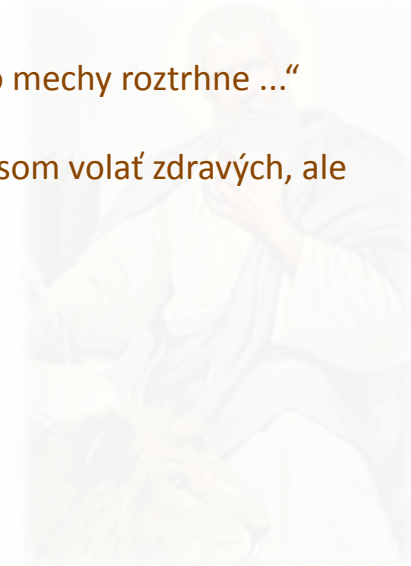 mechy roztrhne ...“
som volať zdravých, ale